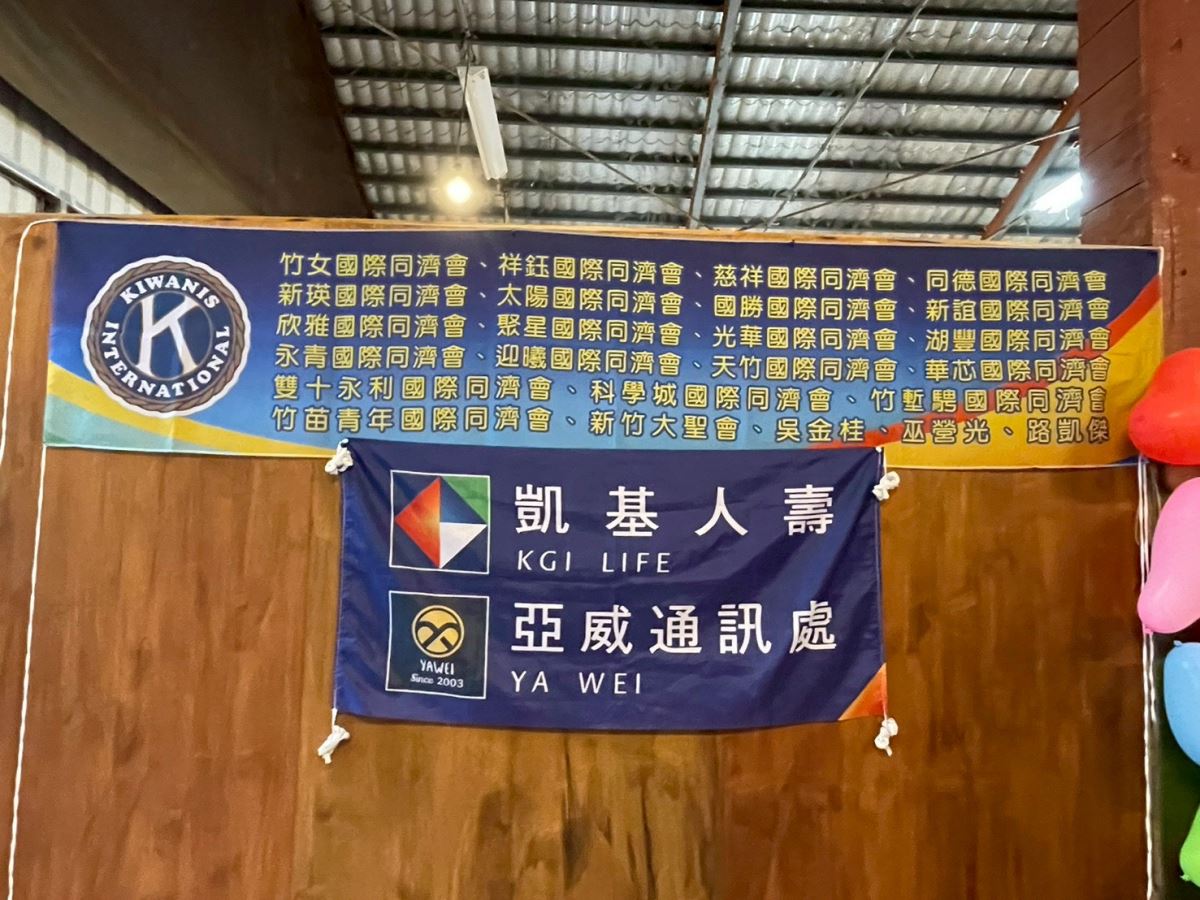 KIWANIS
K
INTERNATIONAL
竹女國際同濟會、祥鈺國際同濟會、慈祥國際同濟會、同德國際同濟會
新瑛國際同濟會、太陽國際同濟會、國勝國際同濟會、新誼國際同濟會
欣雅國際同濟會、聚星國際同濟會、光華國際同濟會、湖豐國際同濟會
永青國際同濟會、迎曦國際同濟會、天竹國際同濟會、華芯國際同濟會
雙十永利國際同濟會、科學城國際同濟會、竹塹騁國際同濟會
竹苗青年國際同濟會、新竹大聖會、吳金桂、巫營光、路凱傑
凱基人壽
KGI LIFE
亞威通訊處
YA WEI
YAWEI
Since 2003